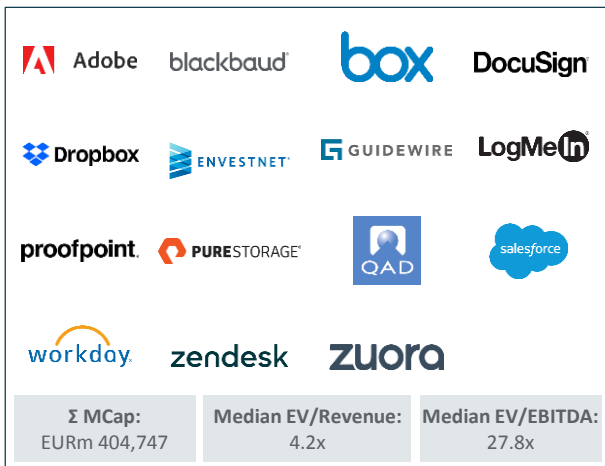 Adobe blackbaud® box DocuSign
Dropbox ENVESTNET® GUIDEWIRE LogMeIn®
proofpoint. PURESTORAGE® QAD salesforce
workday. zendesk zuora
Σ MCap: Median EV/Revenue: Median EV/EBITDA:
EURm 404,747 4.2x 27.8x